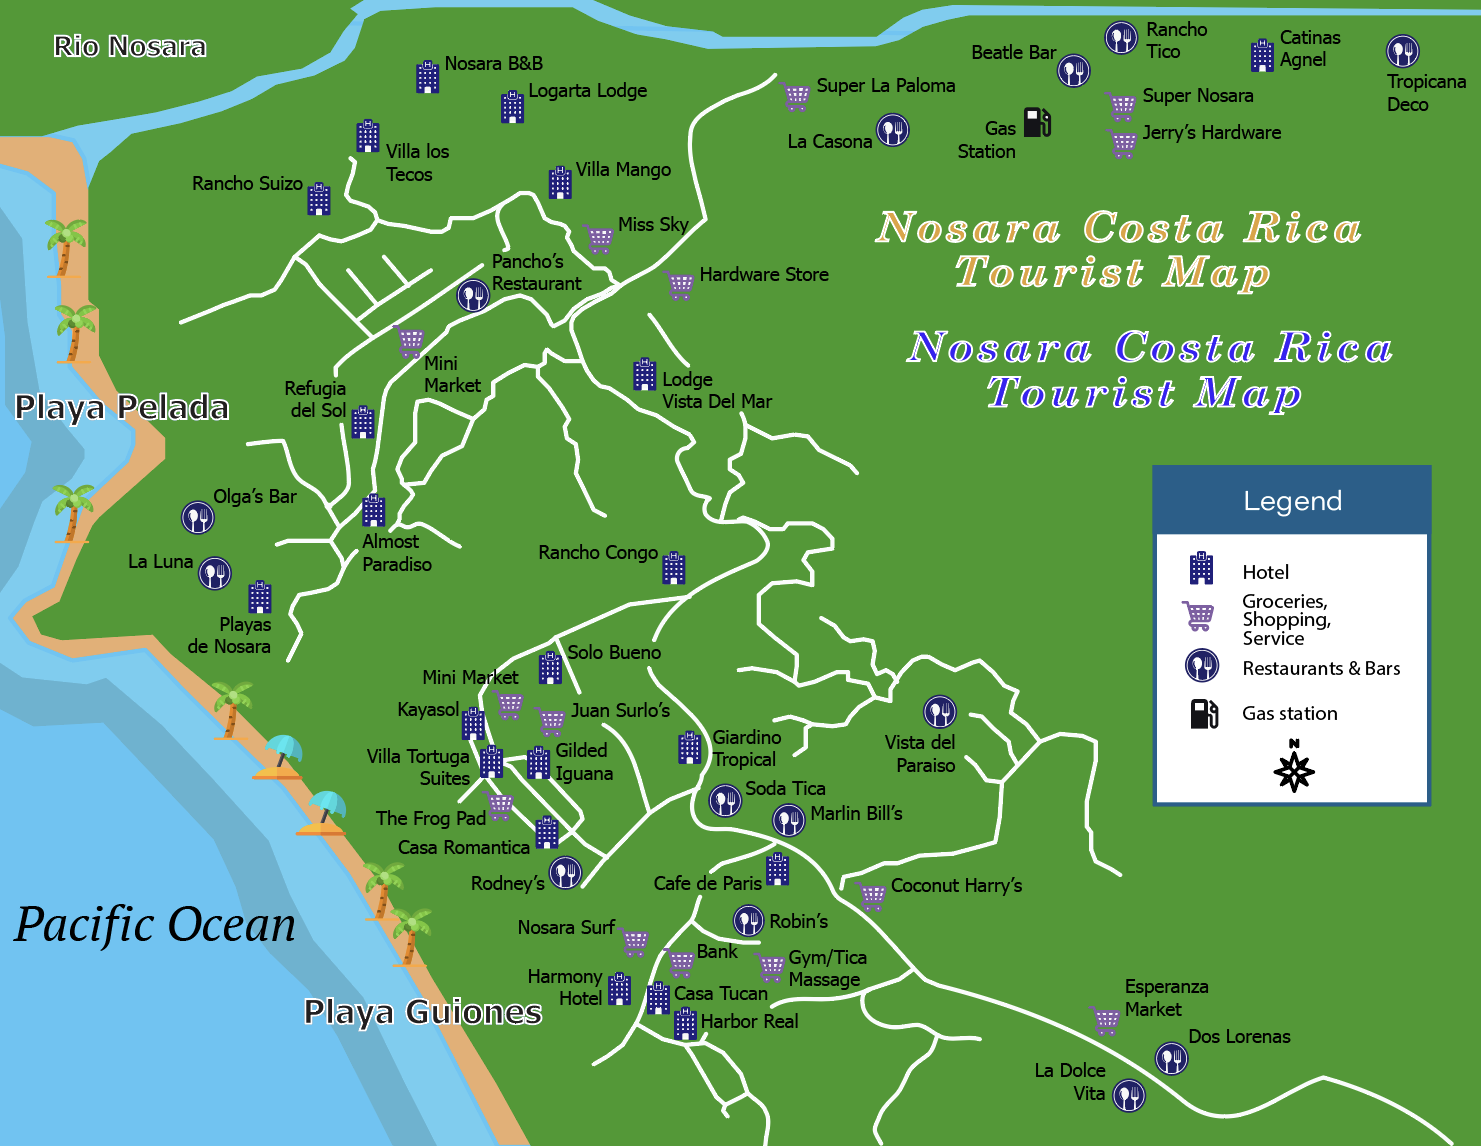 Rio Nosara
Nosara B&B
Logarta Lodge
Villa los
Tecos
Rancho Suizo
Villa Mango
Miss Sky
Pancho's
Restaurant
Super La Paloma
La Casona
Beatle Bar
Rancho
Tico
Catinas
Agnel
Tropicana
Deco
Super Nosara
Jerry's Hardware
Gas
Station
Nosara Costa Rica
Tourist Map
Nosara Costa Rica
Tourist Map
Hardware Store
Mini
Market
Lodge
Vista Del Mar
Refugia
del Sol
Playa Pelada
Olga's Bar
La Luna
Almost
Paradiso
Playas
de Nosara
Rancho Congo
Legend
Hotel
Groceries,
Shopping,
Service
Restaurants & Bars
Gas station
N
Solo Bueno
Mini Market
Kayasol
Juan Surlo's
Villa Tortuga
Suites
Gilded
Iguana
Giardino
Tropical
Vista del
Paraiso
The Frog Pad
Soda Tica
Marlin Bill's
Casa Romantica
Rodney's
Cafe de Paris
Coconut Harry's
Robin's
Nosara Surf
Bank
Gym/Tica
Massage
Harmony
Hotel
Casa Tucan
Harbor Real
Pacific Ocean
Playa Guiones
Esperanza
Market
Dos Lorenas
La Dolce
Vita